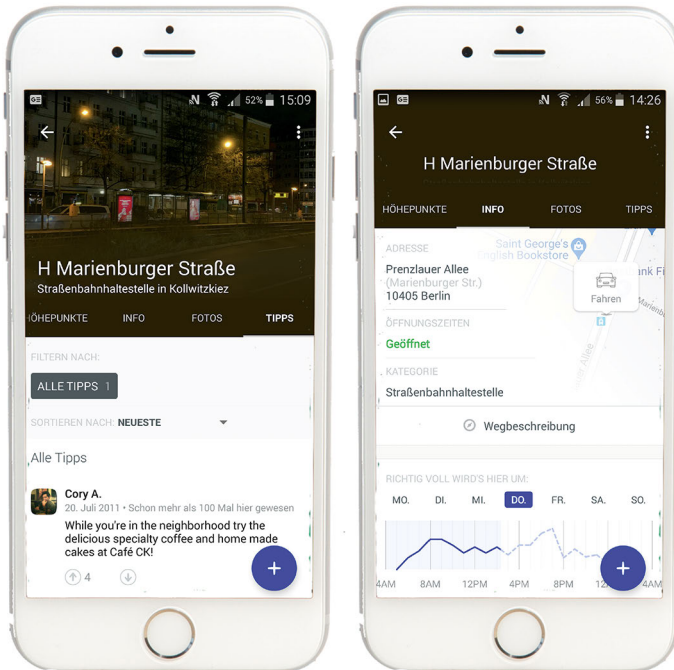 52% 15:09
H Marienburger Straße
Straßenbahnhaltestelle in Kollwitzkiez
HÖHEPUNKTE INFO FOTOS TIPPS
FILTERN NACH:
ALLE TIPPS 1
SORTIEREN NACH: NEUESTE
Alle Tipps
Cory A.
20. Juli 2011 • Schon mehr als 100 Mal hier gewesen
While you're in the neighborhood try the
delicious specialty coffee and home made
cakes at Café CK!
4
56% 14:26
H Marienburger Straße
HÖHEPUNKTE INFO FOTOS TIPPS
ADRESSE
Saint George's
English Bookstore
Prenzlauer Allee
(Marienburger Str.)
10405 Berlin
Fahren
ÖFFNUNGSZEITEN
Geöffnet
Allee
KATEGORIE
Straßenbahnhaltestelle
Wegbeschreibung
RICHTIG VOLL WIRD'S HIER UM:
MO. DI. MI. DO. FR. SA. SO.
4AM 8AM 12PM 4PM 8PM 4AM